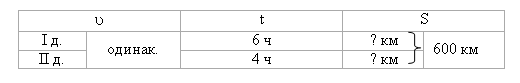 υ t S
I д. одинак. 6 ч ? км 600 км
II д. 4 ч ? км